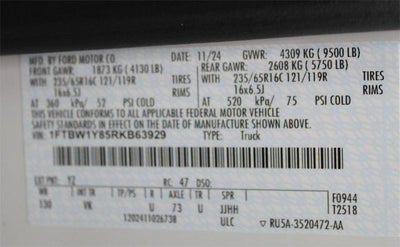 MFD. BY FORD MOTOR CO. 11/24 GVWR: 4309 KG ( 9500 LB)
FRONT GAWR: 1873 KG ( 4130 LB) REAR GAWR: 2608 KG ( 5750 LB)
235/65R16C 121/119R TIRES WITH 235/65R16C 121/119R TIRES
16x6.5J RIMS 16x6.5J RIMS
AT 360 kPa/ 52 PSI COLD AT 520 kPa/ 75 PSI COLD
THIS VEHICLE CONFORMS TO ALL APPLICABLE FEDERAL MOTOR VEHICLE
SAFETY AND THEFT PREVENTION STANDARDS IN EFFECT ON THE DATE OF
MANUFACTURE SHOWN ABOVE.
VIN: 1FTBW1Y85RKB63929 TYPE: Truck
EXT PNT: YZ RC: 47 DSO:
WB INT TR TP/PS R AXLE TR SPR F0944
130 VK U 73 U JJHH T2518
1202411026738 ULC RU5A-3520472-AA